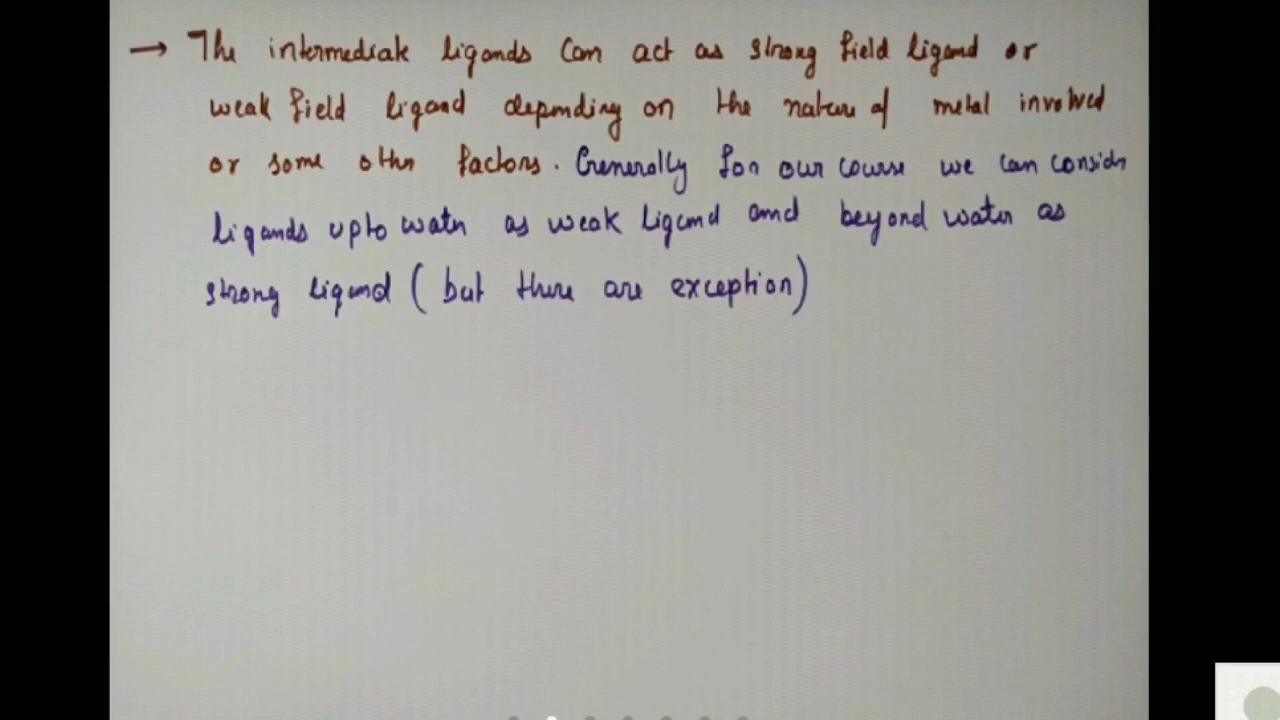 → The intermediate ligands can act as strong field ligand or
weak field ligand depending on the nature of metal involved
or some other factors. Generally for our course we can consider
ligands upto water as weak ligand and beyond water as
strong ligand (but there are exception)